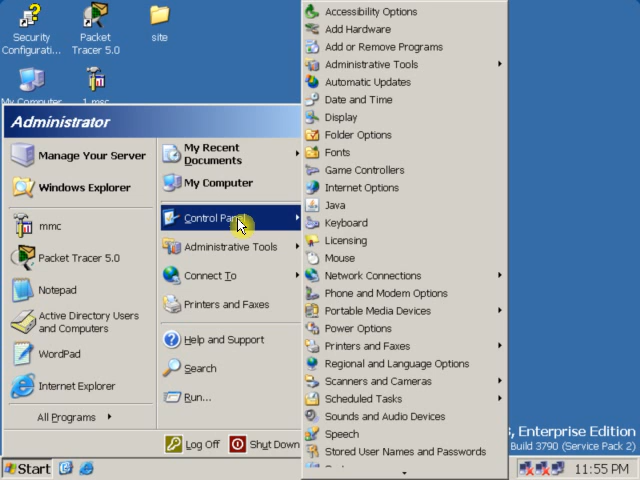 Security
Configurati...
Packet
Tracer 5.0
site
My Computer
1.msc
Administrator
Manage Your Server
Windows Explorer
mmc
Packet Tracer 5.0
Notepad
Active Directory Users
and Computers
WordPad
Internet Explorer
All Programs
My Recent
Documents
My Computer
Control Panel
Administrative Tools
Connect To
Printers and Faxes
Help and Support
Search
Run...
Log Off
Shut Down
Accessibility Options
Add Hardware
Add or Remove Programs
Administrative Tools
Automatic Updates
Date and Time
Display
Folder Options
Fonts
Game Controllers
Internet Options
Java
Keyboard
Licensing
Mouse
Network Connections
Phone and Modem Options
Portable Media Devices
Power Options
Printers and Faxes
Regional and Language Options
Scanners and Cameras
Scheduled Tasks
Sounds and Audio Devices
Speech
Stored User Names and Passwords
, Enterprise Edition
Build 3790 (Service Pack 2)
Start
11:55 PM